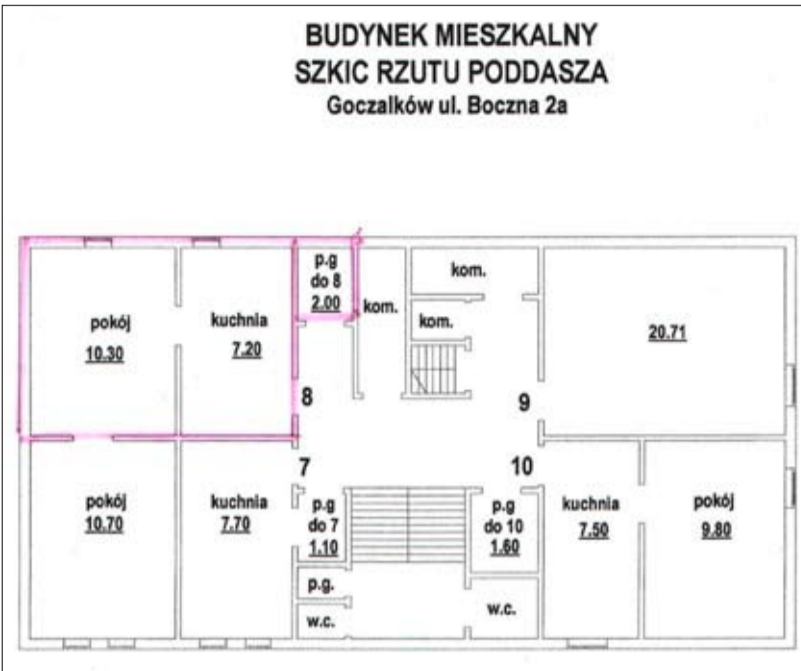 BUDYNEK MIESZKALNY
SZKIC RZUTU PODDASZA
Goczalków ul. Boczna 2a
p.g
do 8
2.00
kom.
kom.
kom.
pokój
10.30
kuchnia
7.20
20.71
8
9
7
10
pokój
10.70
kuchnia
7.70
p.g
do 7
1.10
p.g
do 10
1.60
kuchnia
7.50
pokój
9.80
p.g.
w.c.
w.c.